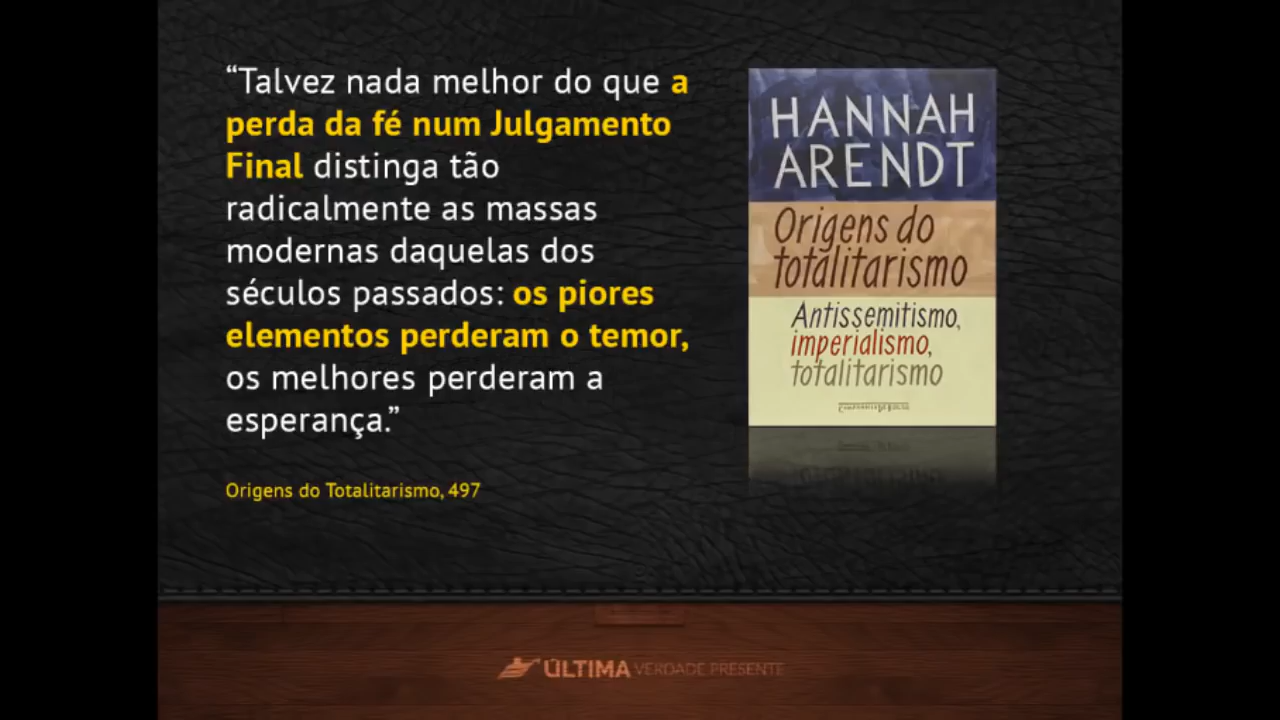 “Talvez nada melhor do que a
perda da fé num Julgamento
Final distinga tão
radicalmente as massas
modernas daquelas dos
séculos passados: os piores
elementos perderam o temor,
os melhores perderam a
esperança.”
Origens do Totalitarismo, 497
HANNAH
ARENDT
Origens do
totalitarismo
Antissemitismo,
imperialismo,
totalitarismo
ÚLTIMA VERDADE PRESENTE